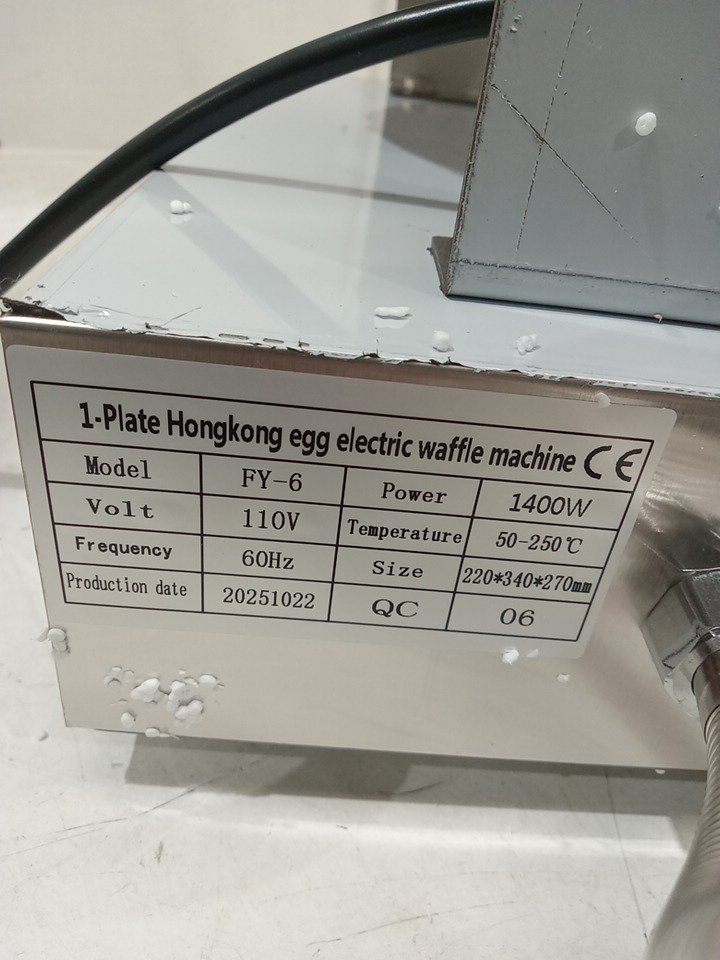 1-Plate Hongkong egg electric waffle machine CE
Model FY-6 Power 1400W
Volt 110V Temperature 50-250℃
Frequency 60Hz Size 220*340*270mm
Production date 20251022 QC 06